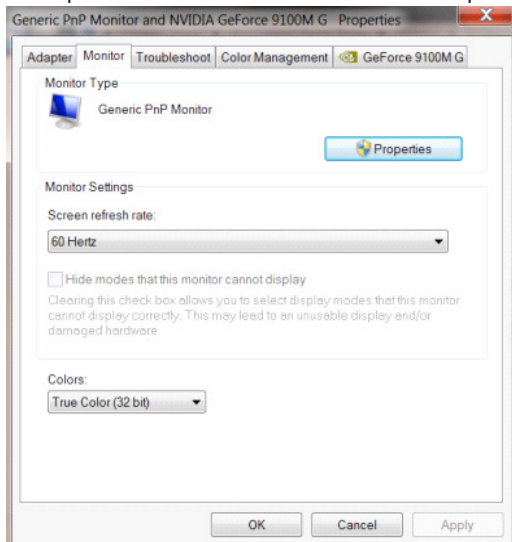 Generic PnP Monitor and NVIDIA GeForce 9100M G Properties
X
Adapter Monitor Troubleshoot Color Management GeForce 9100M G
Monitor Type
Generic PnP Monitor
Properties
Monitor Settings
Screen refresh rate:
60 Hertz
Hide modes that this monitor cannot display
Clearing this check box allows you to select display modes that this monitor
cannot display correctly. This may lead to an unusable display and/or
damaged hardware.
Colors:
True Color (32 bit)
OK Cancel Apply